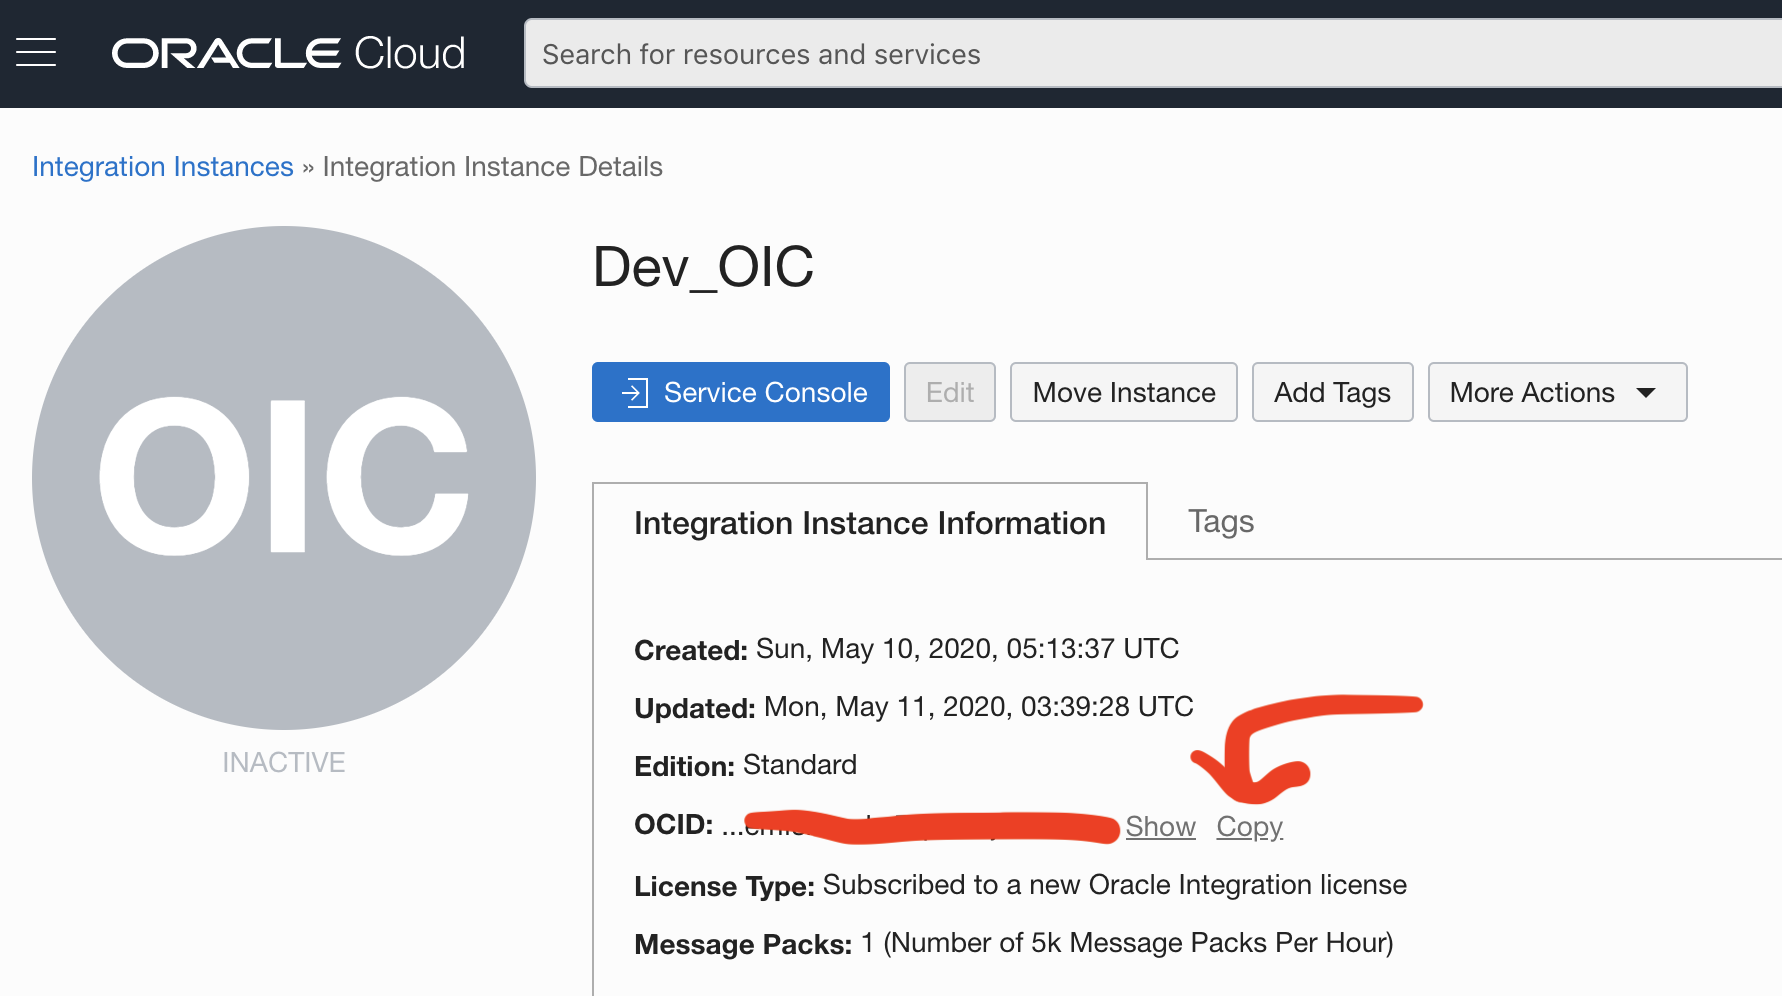 ORACLE Cloud
Search for resources and services
Integration Instances » Integration Instance Details
OIC
INACTIVE
Dev_OIC
Service Console
Edit
Move Instance
Add Tags
More Actions
Integration Instance Information
Tags
Created: Sun, May 10, 2020, 05:13:37 UTC
Updated: Mon, May 11, 2020, 03:39:28 UTC
Edition: Standard
OCID: ... Show Copy
License Type: Subscribed to a new Oracle Integration license
Message Packs: 1 (Number of 5k Message Packs Per Hour)